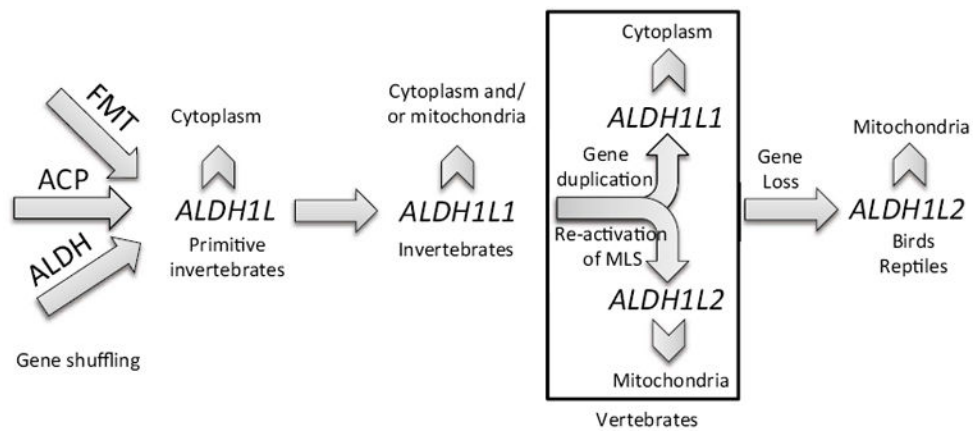 FMT
ACP
ALDH
Gene shuffling
Cytoplasm
ALDH1L
Primitive
invertebrates
Cytoplasm and/
or mitochondria
ALDH1L1
Invertebrates
Cytoplasm
ALDH1L1
Gene
duplication
Re-activation
of MLS
ALDH1L2
Mitochondria
Vertebrates
Gene
Loss
Mitochondria
ALDH1L2
Birds
Reptiles